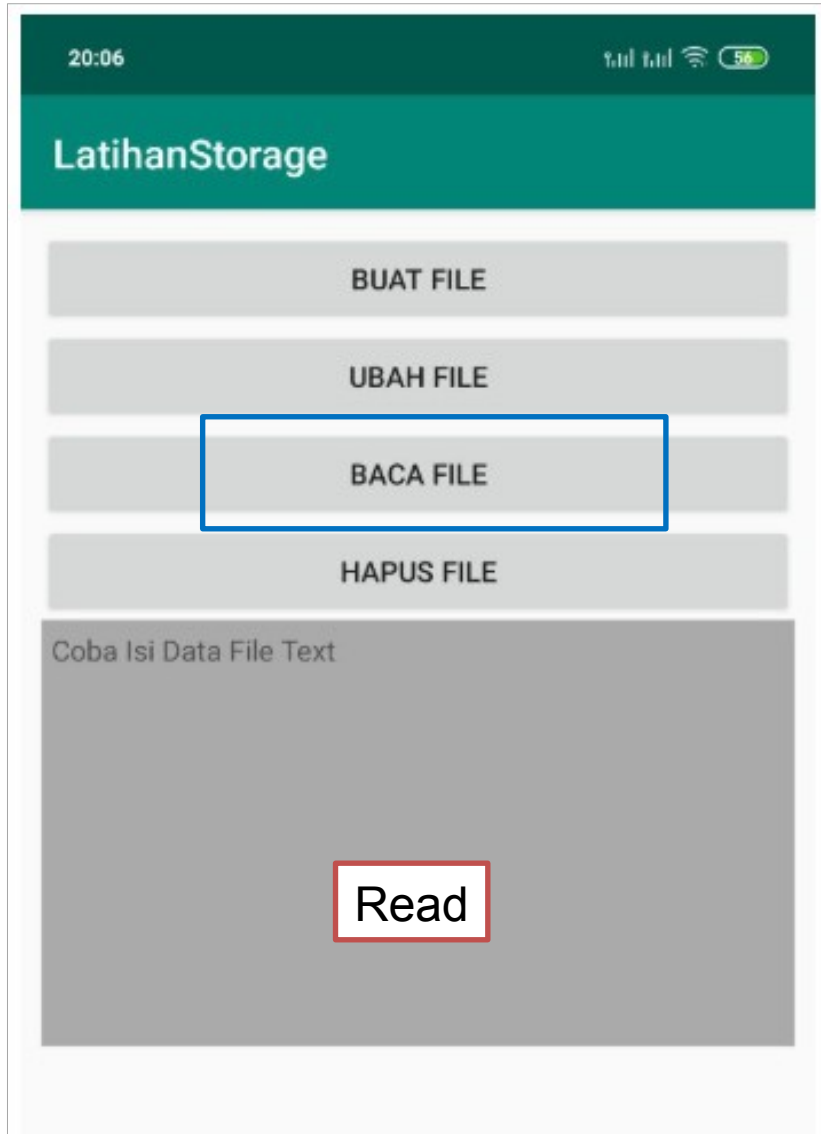 20:06
56
LatihanStorage
BUAT FILE
UBAH FILE
BACA FILE
HAPUS FILE
Coba Isi Data File Text
Read